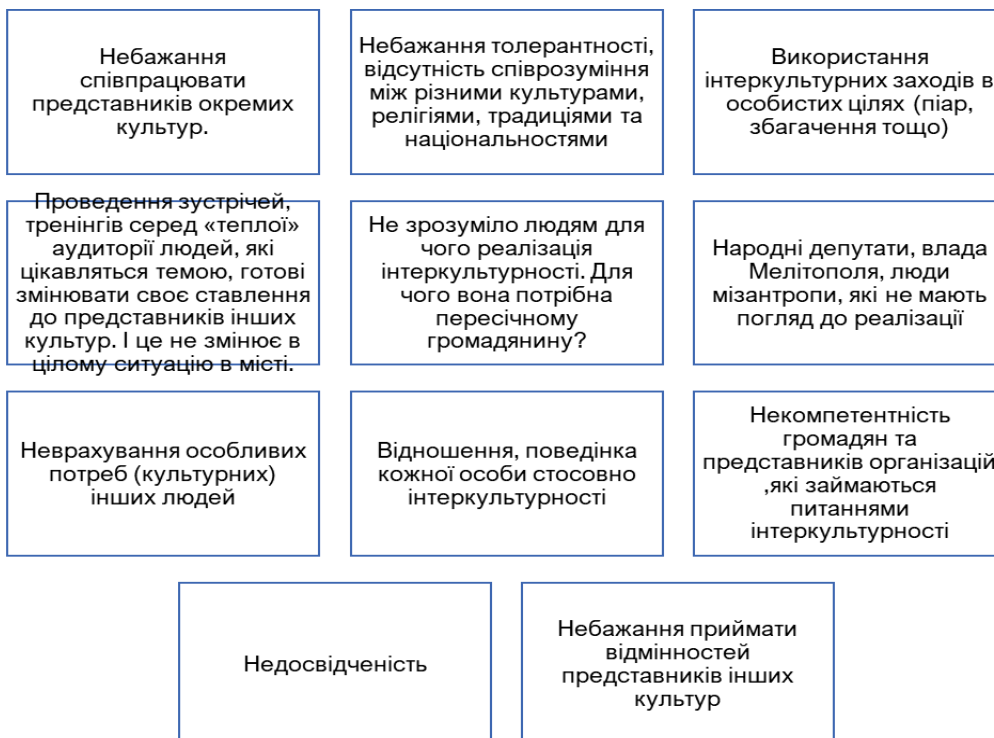 Небажання
співпрацювати
представників окремих
культур.
Небажання толерантності,
відсутність співрозуміння
між різними культурами,
релігіями, традиціями та
національностями
Використання
інтеркультурних заходів в
особистих цілях (піар,
збагачення тощо)
Проведення зустрічей,
тренінгів серед «теплої»
аудиторії людей, які
цікавляться темою, готові
змінювати своє ставлення
до представників інших
культур. І це не змінює в
цілому ситуацію в місті.
Не зрозуміло людям для
чого реалізація
інтеркультурності. Для
чого вона потрібна
пересічному
громадянину?
Народні депутати, влада
Мелітополя, люди
мізантропи, які не мають
погляд до реалізації
Неврахування особливих
потреб (культурних)
інших людей
Відношення, поведінка
кожної особи стосовно
інтеркультурності
Некомпетентність
громадян та
представників організацій
,які займаються
питаннями
інтеркультурності
Недосвідченість
Небажання приймати
відмінностей
представників інших
культур